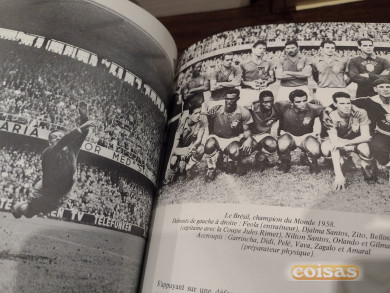 ARIA
MED
TELEFUNKEN
Le Brésil, champion du Monde 1958.
Debouts de gauche à droite : Feola (entraîneur), Djalma Santos, Zito, Bellini
(capitaine avec la Coupe Jules Rimet), Nilton Santos, Orlando et Gilmar
Accroupis : Garrincha, Didi, Pelé, Vava, Zagalo et Amaral
(préparateur physique)
s'appuyant sur une
coisas